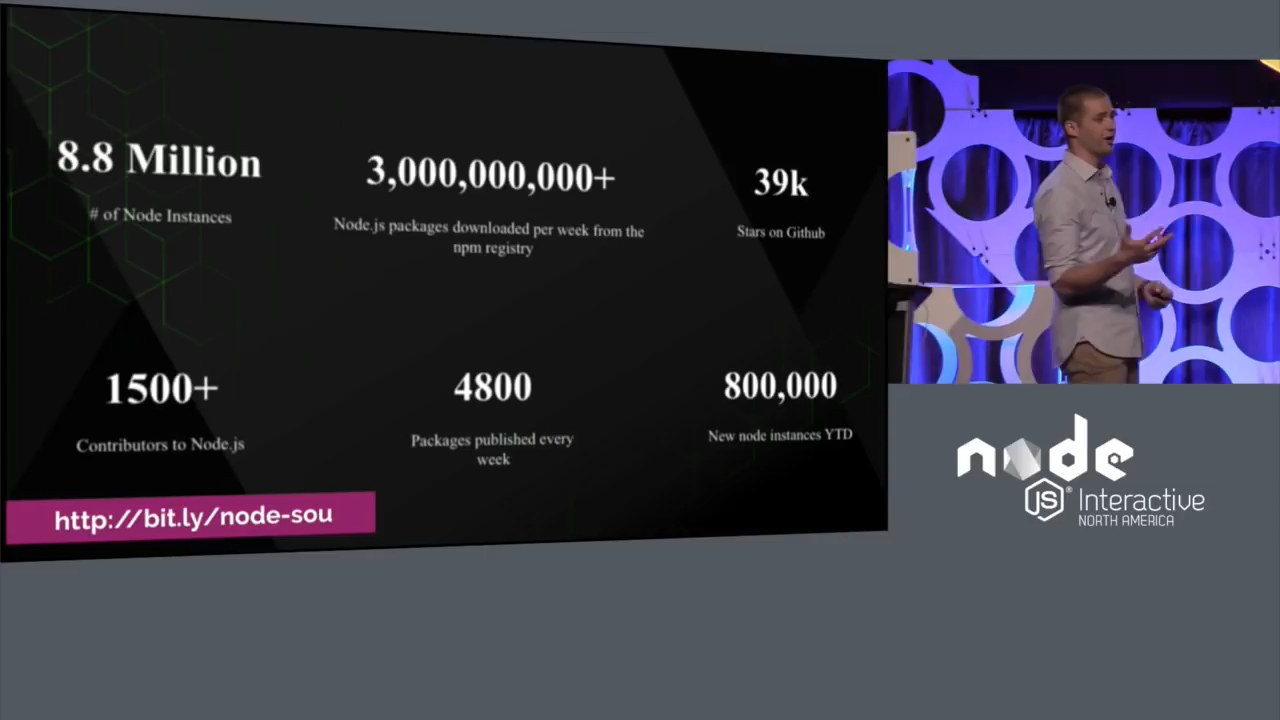 8.8 Million
# of Node Instances
3,000,000,000+
Node.js packages downloaded per week from the
npm registry
39k
Stars on Github
1500+
Contributors to Node.js
4800
Packages published every
week
800,000
New node instances YTD
http://bit.ly/node-sou
node
JS® Interactive
NORTH AMERICA